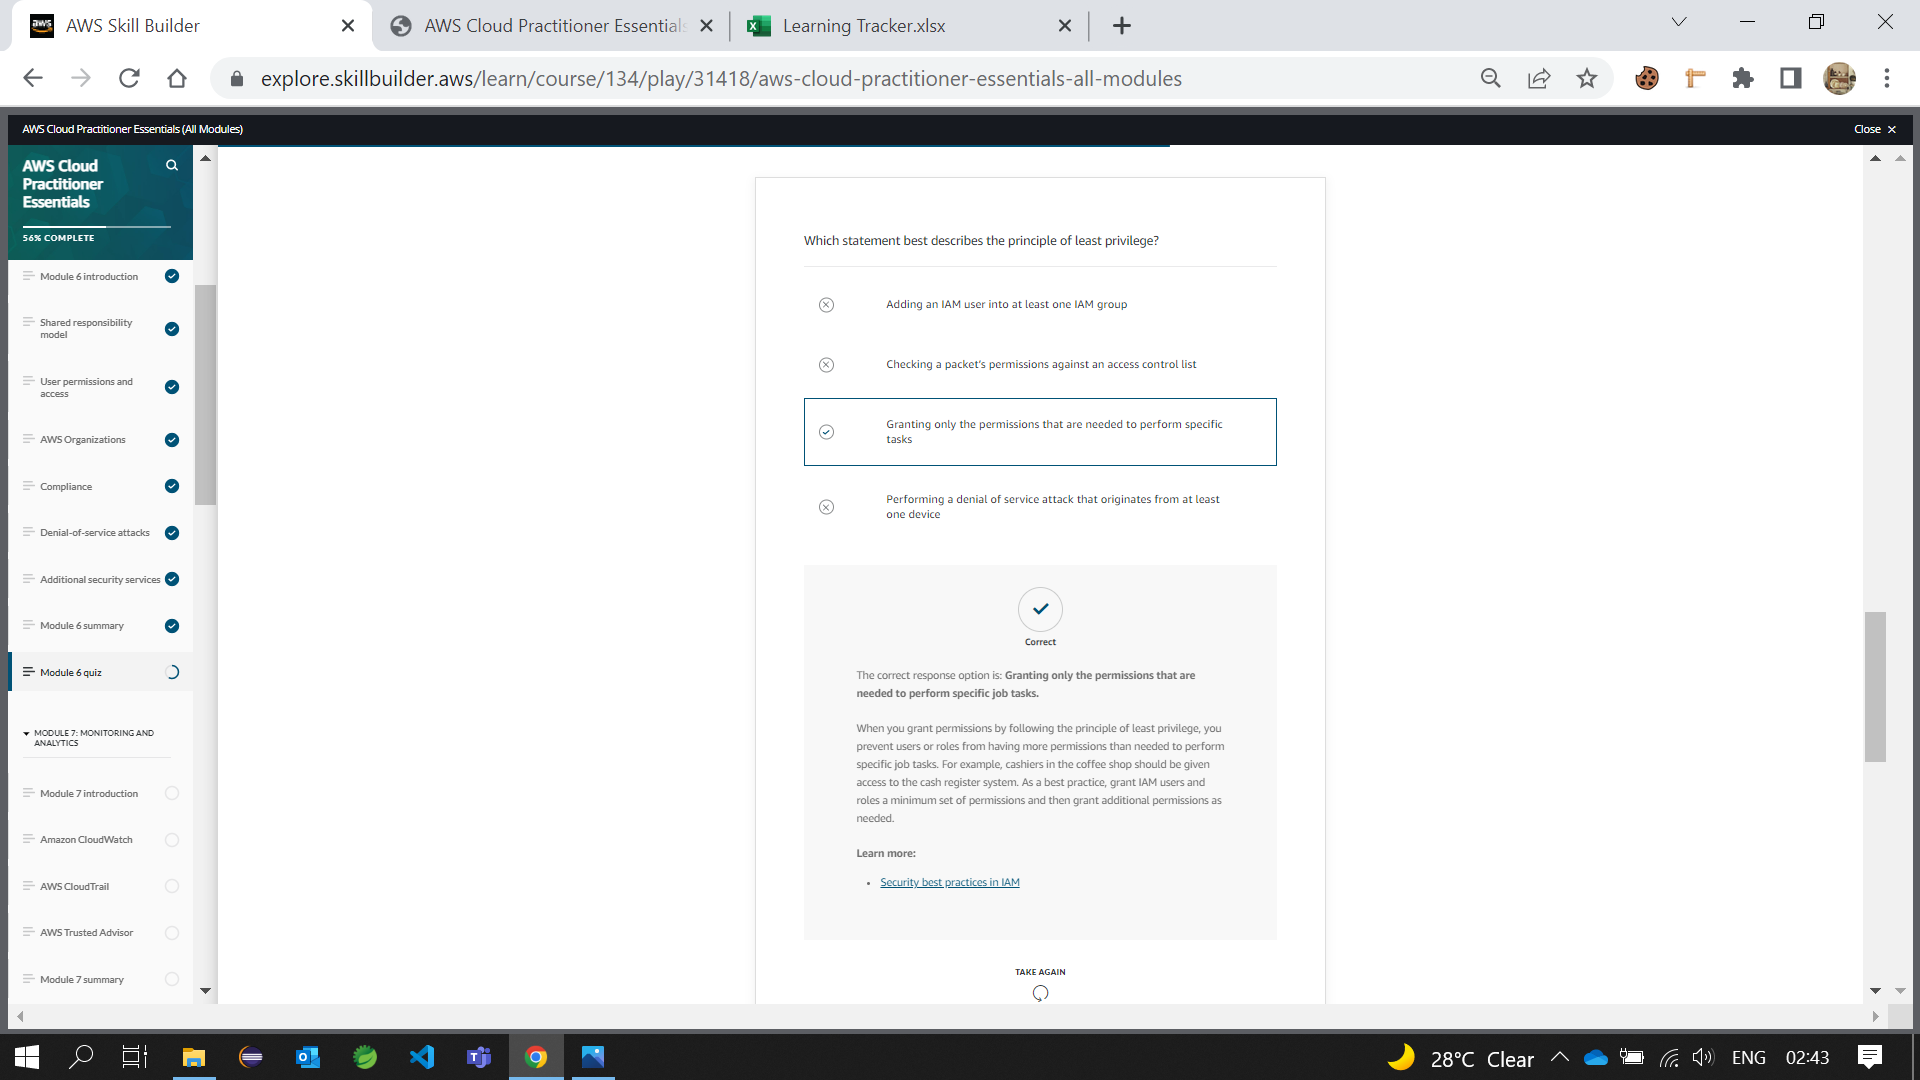 AWS Skill Builder
AWS Cloud Practitioner Essentials
Learning Tracker.xlsx
explore.skillbuilder.aws/learn/course/134/play/31418/aws-cloud-practitioner-essentials-all-modules
AWS Cloud Practitioner Essentials (All Modules)
Close
AWS Cloud
Practitioner
Essentials
56% COMPLETE
Module 6 introduction
Shared responsibility
model
User permissions and
access
AWS Organizations
Compliance
Denial-of-service attacks
Additional security services
Module 6 summary
Module 6 quiz
MODULE 7: MONITORING AND
ANALYTICS
Module 7 introduction
Amazon CloudWatch
AWS CloudTrail
AWS Trusted Advisor
Module 7 summary
Which statement best describes the principle of least privilege?
Adding an IAM user into at least one IAM group
Checking a packet's permissions against an access control list
Granting only the permissions that are needed to perform specific
tasks
Performing a denial of service attack that originates from at least
one device
Correct
The correct response option is: Granting only the permissions that are
needed to perform specific job tasks.
When you grant permissions by following the principle of least privilege, you
prevent users or roles from having more permissions than needed to perform
specific job tasks. For example, cashiers in the coffee shop should be given
access to the cash register system. As a best practice, grant IAM users and
roles a minimum set of permissions and then grant additional permissions as
needed.
Learn more:
• Security best practices in IAM
TAKE AGAIN
28°C Clear
ENG
02:43